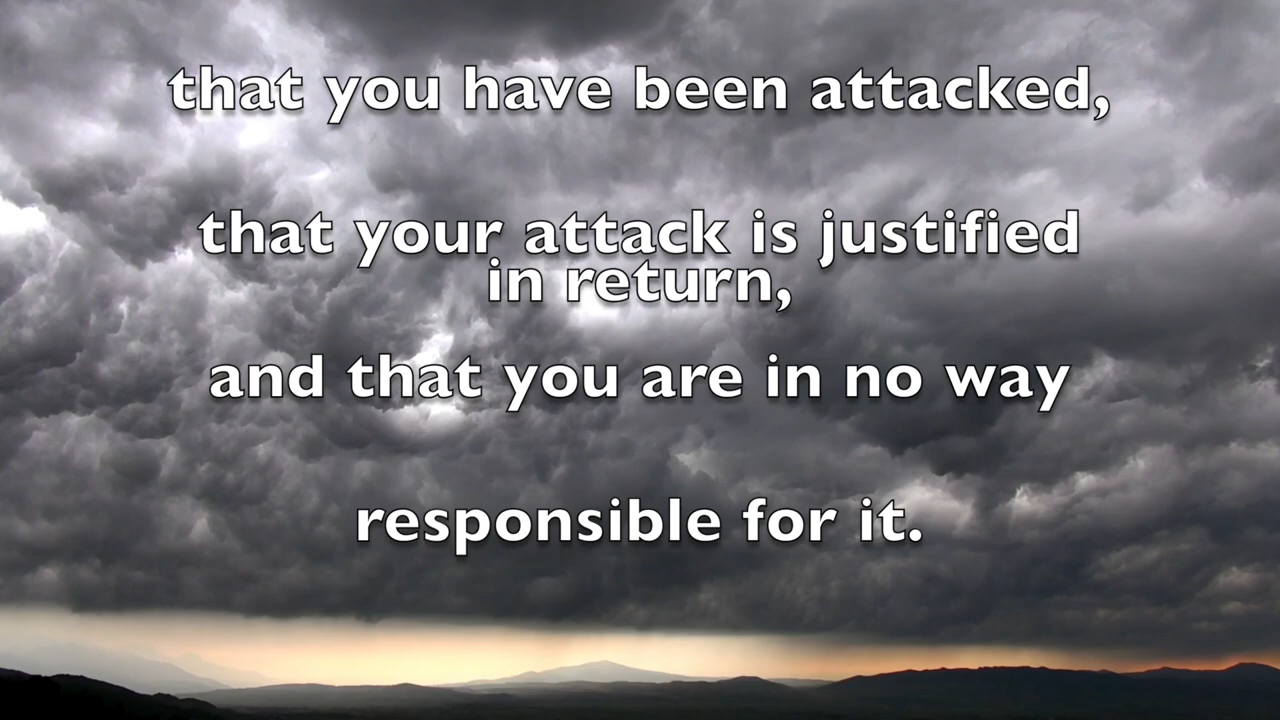 that you have been attacked,
that your attack is justified
in return,
and that you are in no way
responsible for it.